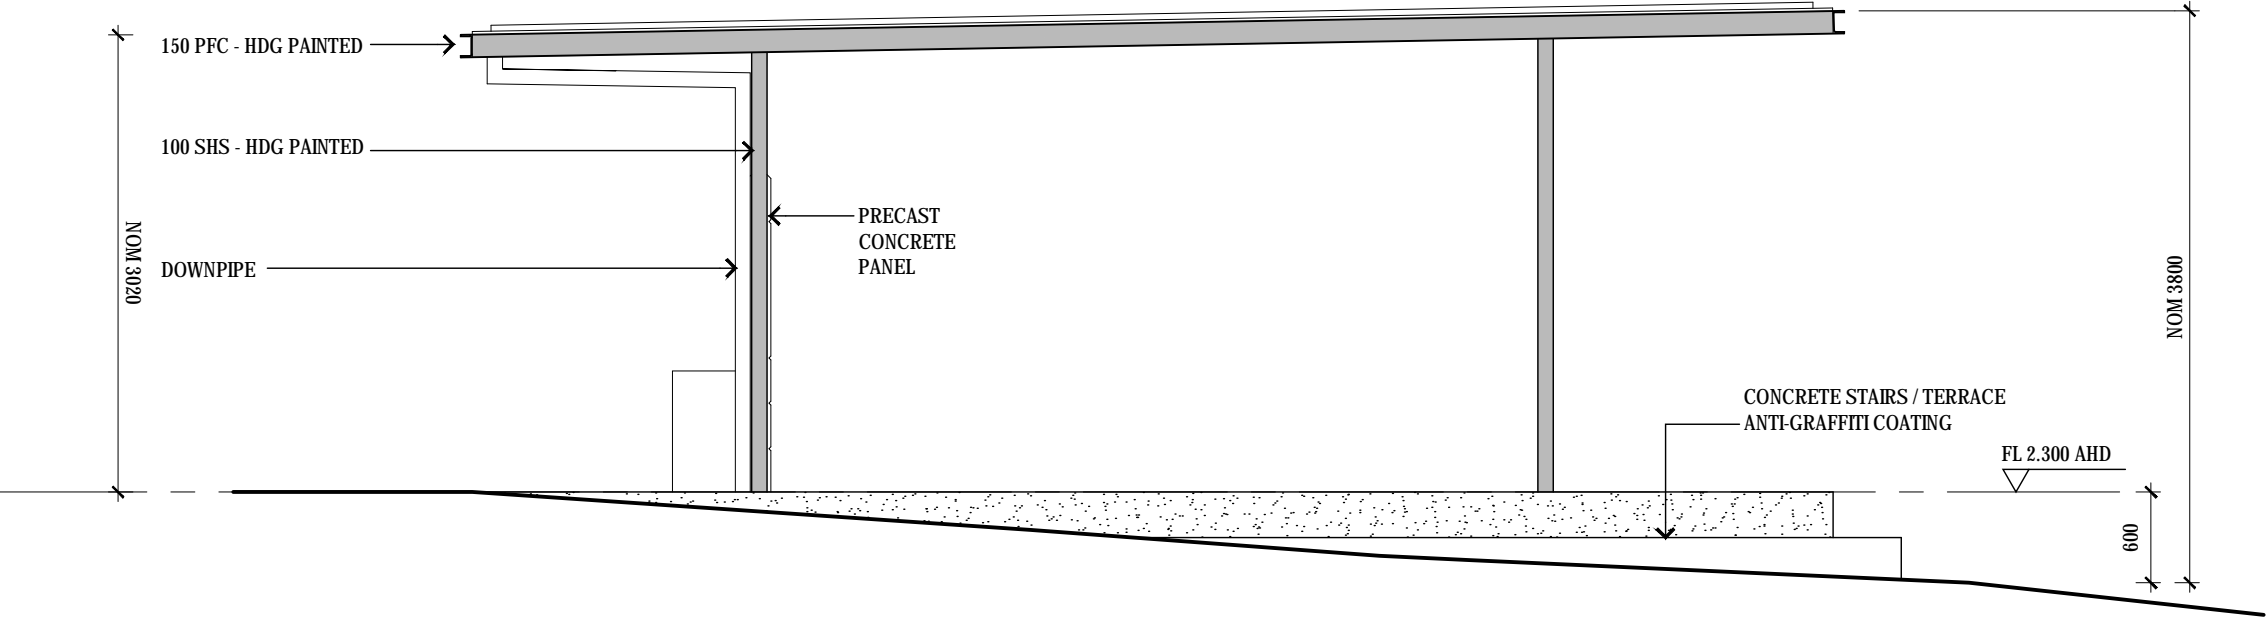 150 PFC - HDG PAINTED
100 SHS - HDG PAINTED
NOM 3020
DOWNPIPE
PRECAST
CONCRETE
PANEL
NOM 3800
CONCRETE STAIRS / TERRACE
ANTI-GRAFFITI COATING
FL 2.300 AHD
600